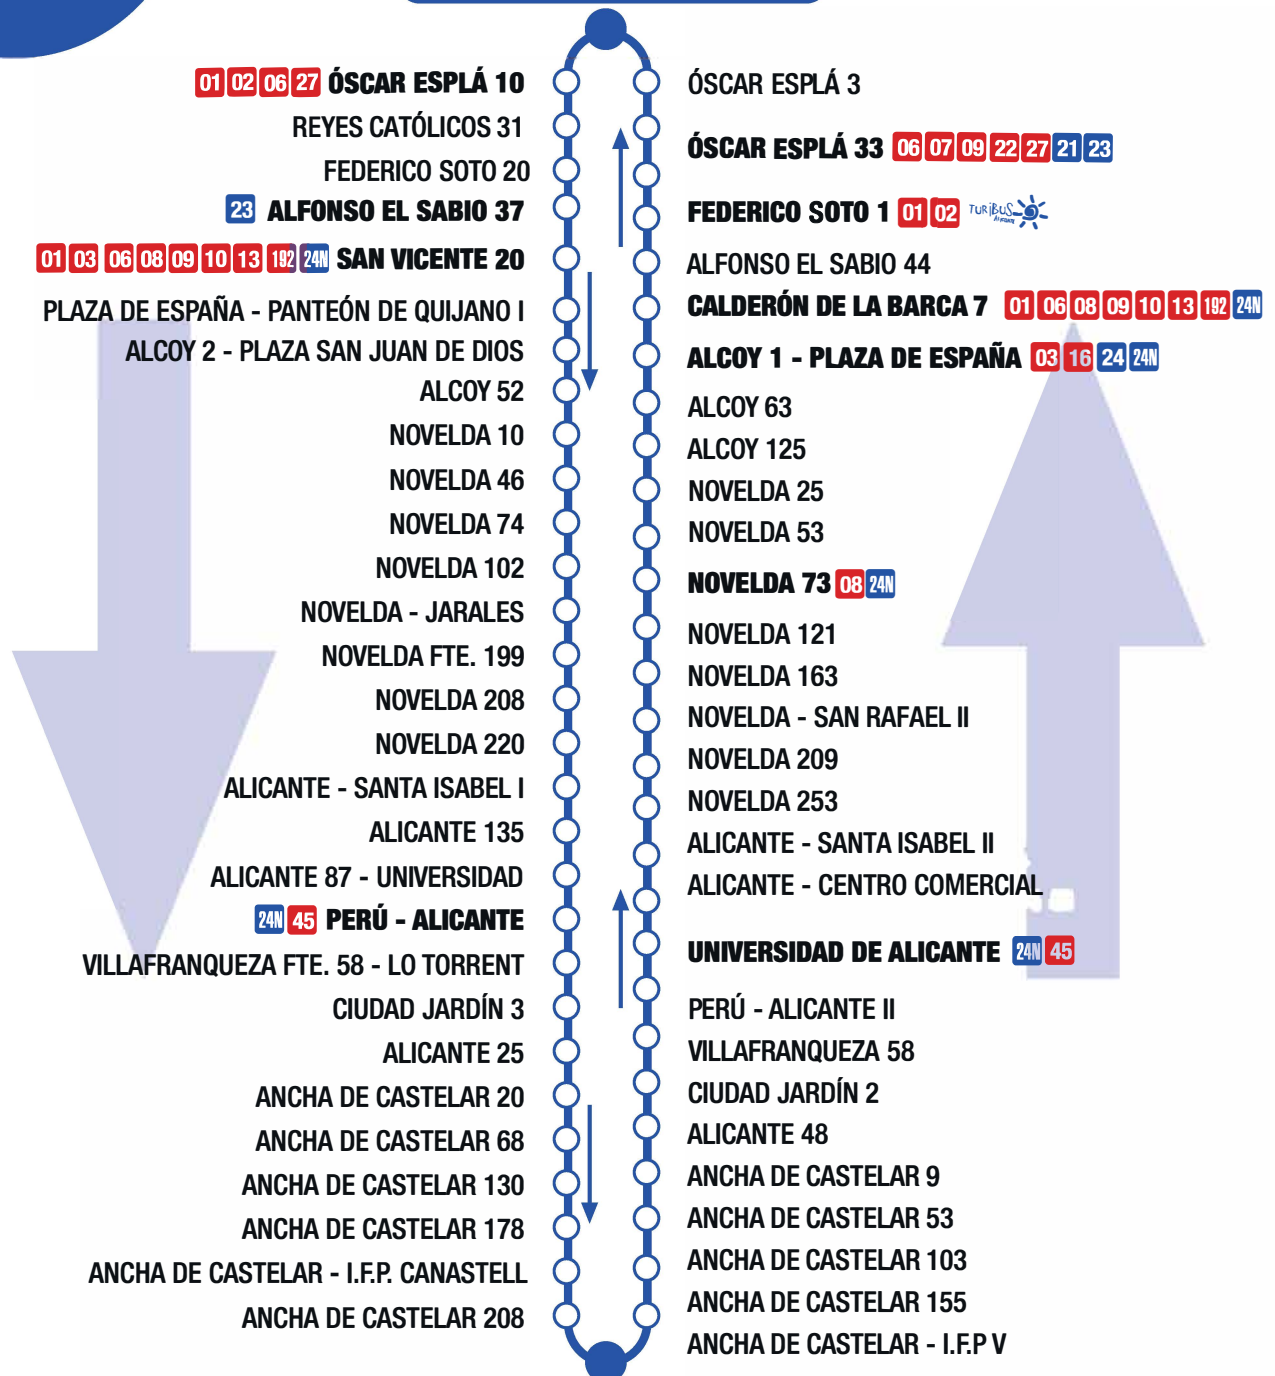 01 02 06 27 ÓSCAR ESPLÁ 10
REYES CATÓLICOS 31
FEDERICO SOTO 20
23 ALFONSO EL SABIO 37
01 03 06 08 09 10 13 192 24N SAN VICENTE 20
PLAZA DE ESPAÑA - PANTEÓN DE QUIJANO I
ALCOY 2 - PLAZA SAN JUAN DE DIOS
ALCOY 52
NOVELDA 10
NOVELDA 46
NOVELDA 74
NOVELDA 102
NOVELDA - JARALES
NOVELDA FTE. 199
NOVELDA 208
NOVELDA 220
ALICANTE - SANTA ISABEL I
ALICANTE 135
ALICANTE 87 - UNIVERSIDAD
24N 45 PERÚ - ALICANTE
VILLAFRANQUEZA FTE. 58 - LO TORRENT
CIUDAD JARDÍN 3
ALICANTE 25
ANCHA DE CASTELAR 20
ANCHA DE CASTELAR 68
ANCHA DE CASTELAR 130
ANCHA DE CASTELAR 178
ANCHA DE CASTELAR - I.F.P. CANASTELL
ANCHA DE CASTELAR 208
ÓSCAR ESPLÁ 3
ÓSCAR ESPLÁ 33 06 07 09 22 27 21 23
FEDERICO SOTO 1 01 02 TURIBUS Alicante
ALFONSO EL SABIO 44
CALDERÓN DE LA BARCA 7 01 06 08 09 10 13 192 24N
ALCOY 1 - PLAZA DE ESPAÑA 03 16 24 24N
ALCOY 63
ALCOY 125
NOVELDA 25
NOVELDA 53
NOVELDA 73 08 24N
NOVELDA 121
NOVELDA 163
NOVELDA - SAN RAFAEL II
NOVELDA 209
NOVELDA 253
ALICANTE - SANTA ISABEL II
ALICANTE - CENTRO COMERCIAL
UNIVERSIDAD DE ALICANTE 24N 45
PERÚ - ALICANTE II
VILLAFRANQUEZA 58
CIUDAD JARDÍN 2
ALICANTE 48
ANCHA DE CASTELAR 9
ANCHA DE CASTELAR 53
ANCHA DE CASTELAR 103
ANCHA DE CASTELAR 155
ANCHA DE CASTELAR - I.F.P V